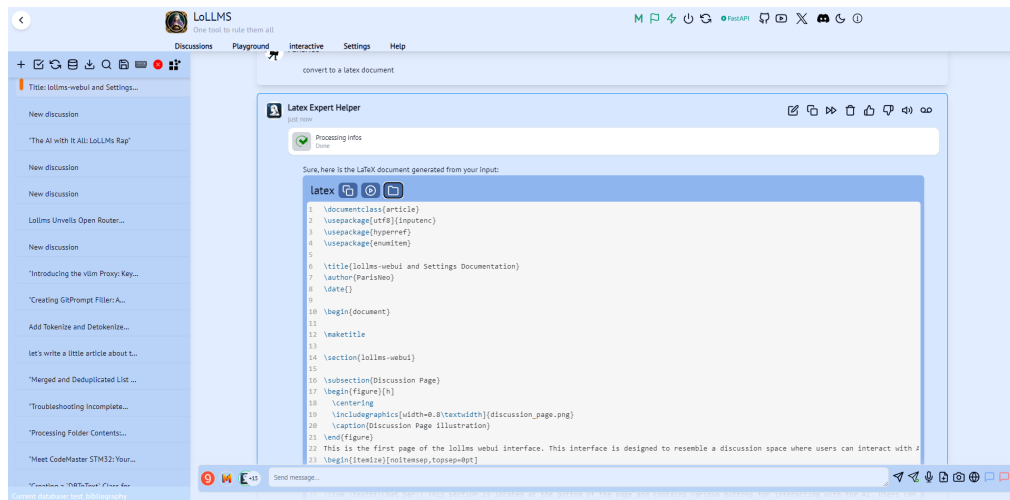 LoLLMS
One tool to rule them all
M
FastAPI
Discussions Playground interactive Settings Help
Title: lollms-webui and Settings...
New discussion
"The AI with It All: LoLLMs Rap"
New discussion
New discussion
Lollms Unveils Open Router...
New discussion
"Introducing the vllm Proxy: Key...
"Creating GitPrompt Filler: A...
Add Tokenize and Detokenize...
let's write a little article about t...
"Merged and Deduplicated List ...
"Troubleshooting Incomplete...
"Processing Folder Contents:...
"Meet CodeMaster STM32: Your...
"Creating a "DBToText" Class for
Current database: test_bibliography
convert to a latex document
Latex Expert Helper
just now
Processing infos
Done
Sure, here is the LaTeX document generated from your input:
latex
1 \documentclass{article}
2 \usepackage[utf8]{inputenc}
3 \usepackage{hyperref}
4 \usepackage{enumitem}
5
6 \title{lollms-webui and Settings Documentation}
7 \author{ParisNeo}
8 \date{}
9
10 \begin{document}
11
12 \maketitle
13
14 \section{lollms-webui}
15
16 \subsection{Discussion Page}
17 \begin{figure}[h]
18 \centering
19 \includegraphics[width=0.8\textwidth]{discussion_page.png}
20 \caption{Discussion Page illustration}
21 \end{figure}
22 This is the first page of the lollms webui interface. This interface is designed to resemble a discussion space where users can interact with
23 \begin{itemize}[noitemsep,topsep=0pt]
9 M +15 Send message...